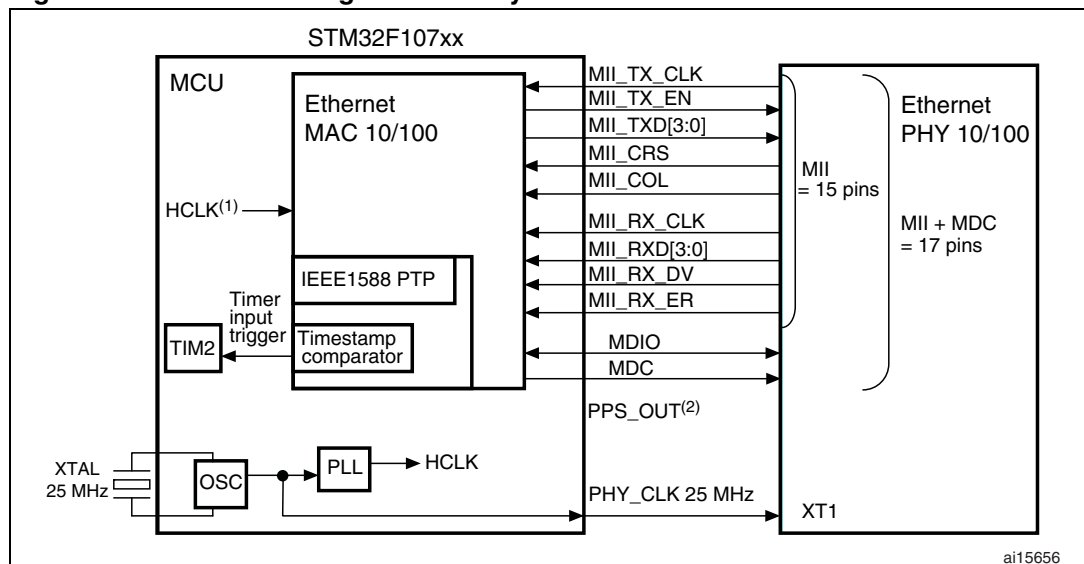 STM32F107xx
MCU
Ethernet
MAC 10/100
HCLK(1)
IEEE1588 PTP
Timer
input
trigger
Timestamp
comparator
TIM2
XTAL
25 MHz
OSC
PLL
HCLK
MII_TX_CLK
MII_TX_EN
MII_TXD[3:0]
MII_CRS
MII_COL
MII_RX_CLK
MII_RXD[3:0]
MII_RX_DV
MII_RX_ER
MDIO
MDC
PPS_OUT(2)
PHY_CLK 25 MHz
Ethernet
PHY 10/100
MII
= 15 pins
MII + MDC
= 17 pins
XT1
ai15656